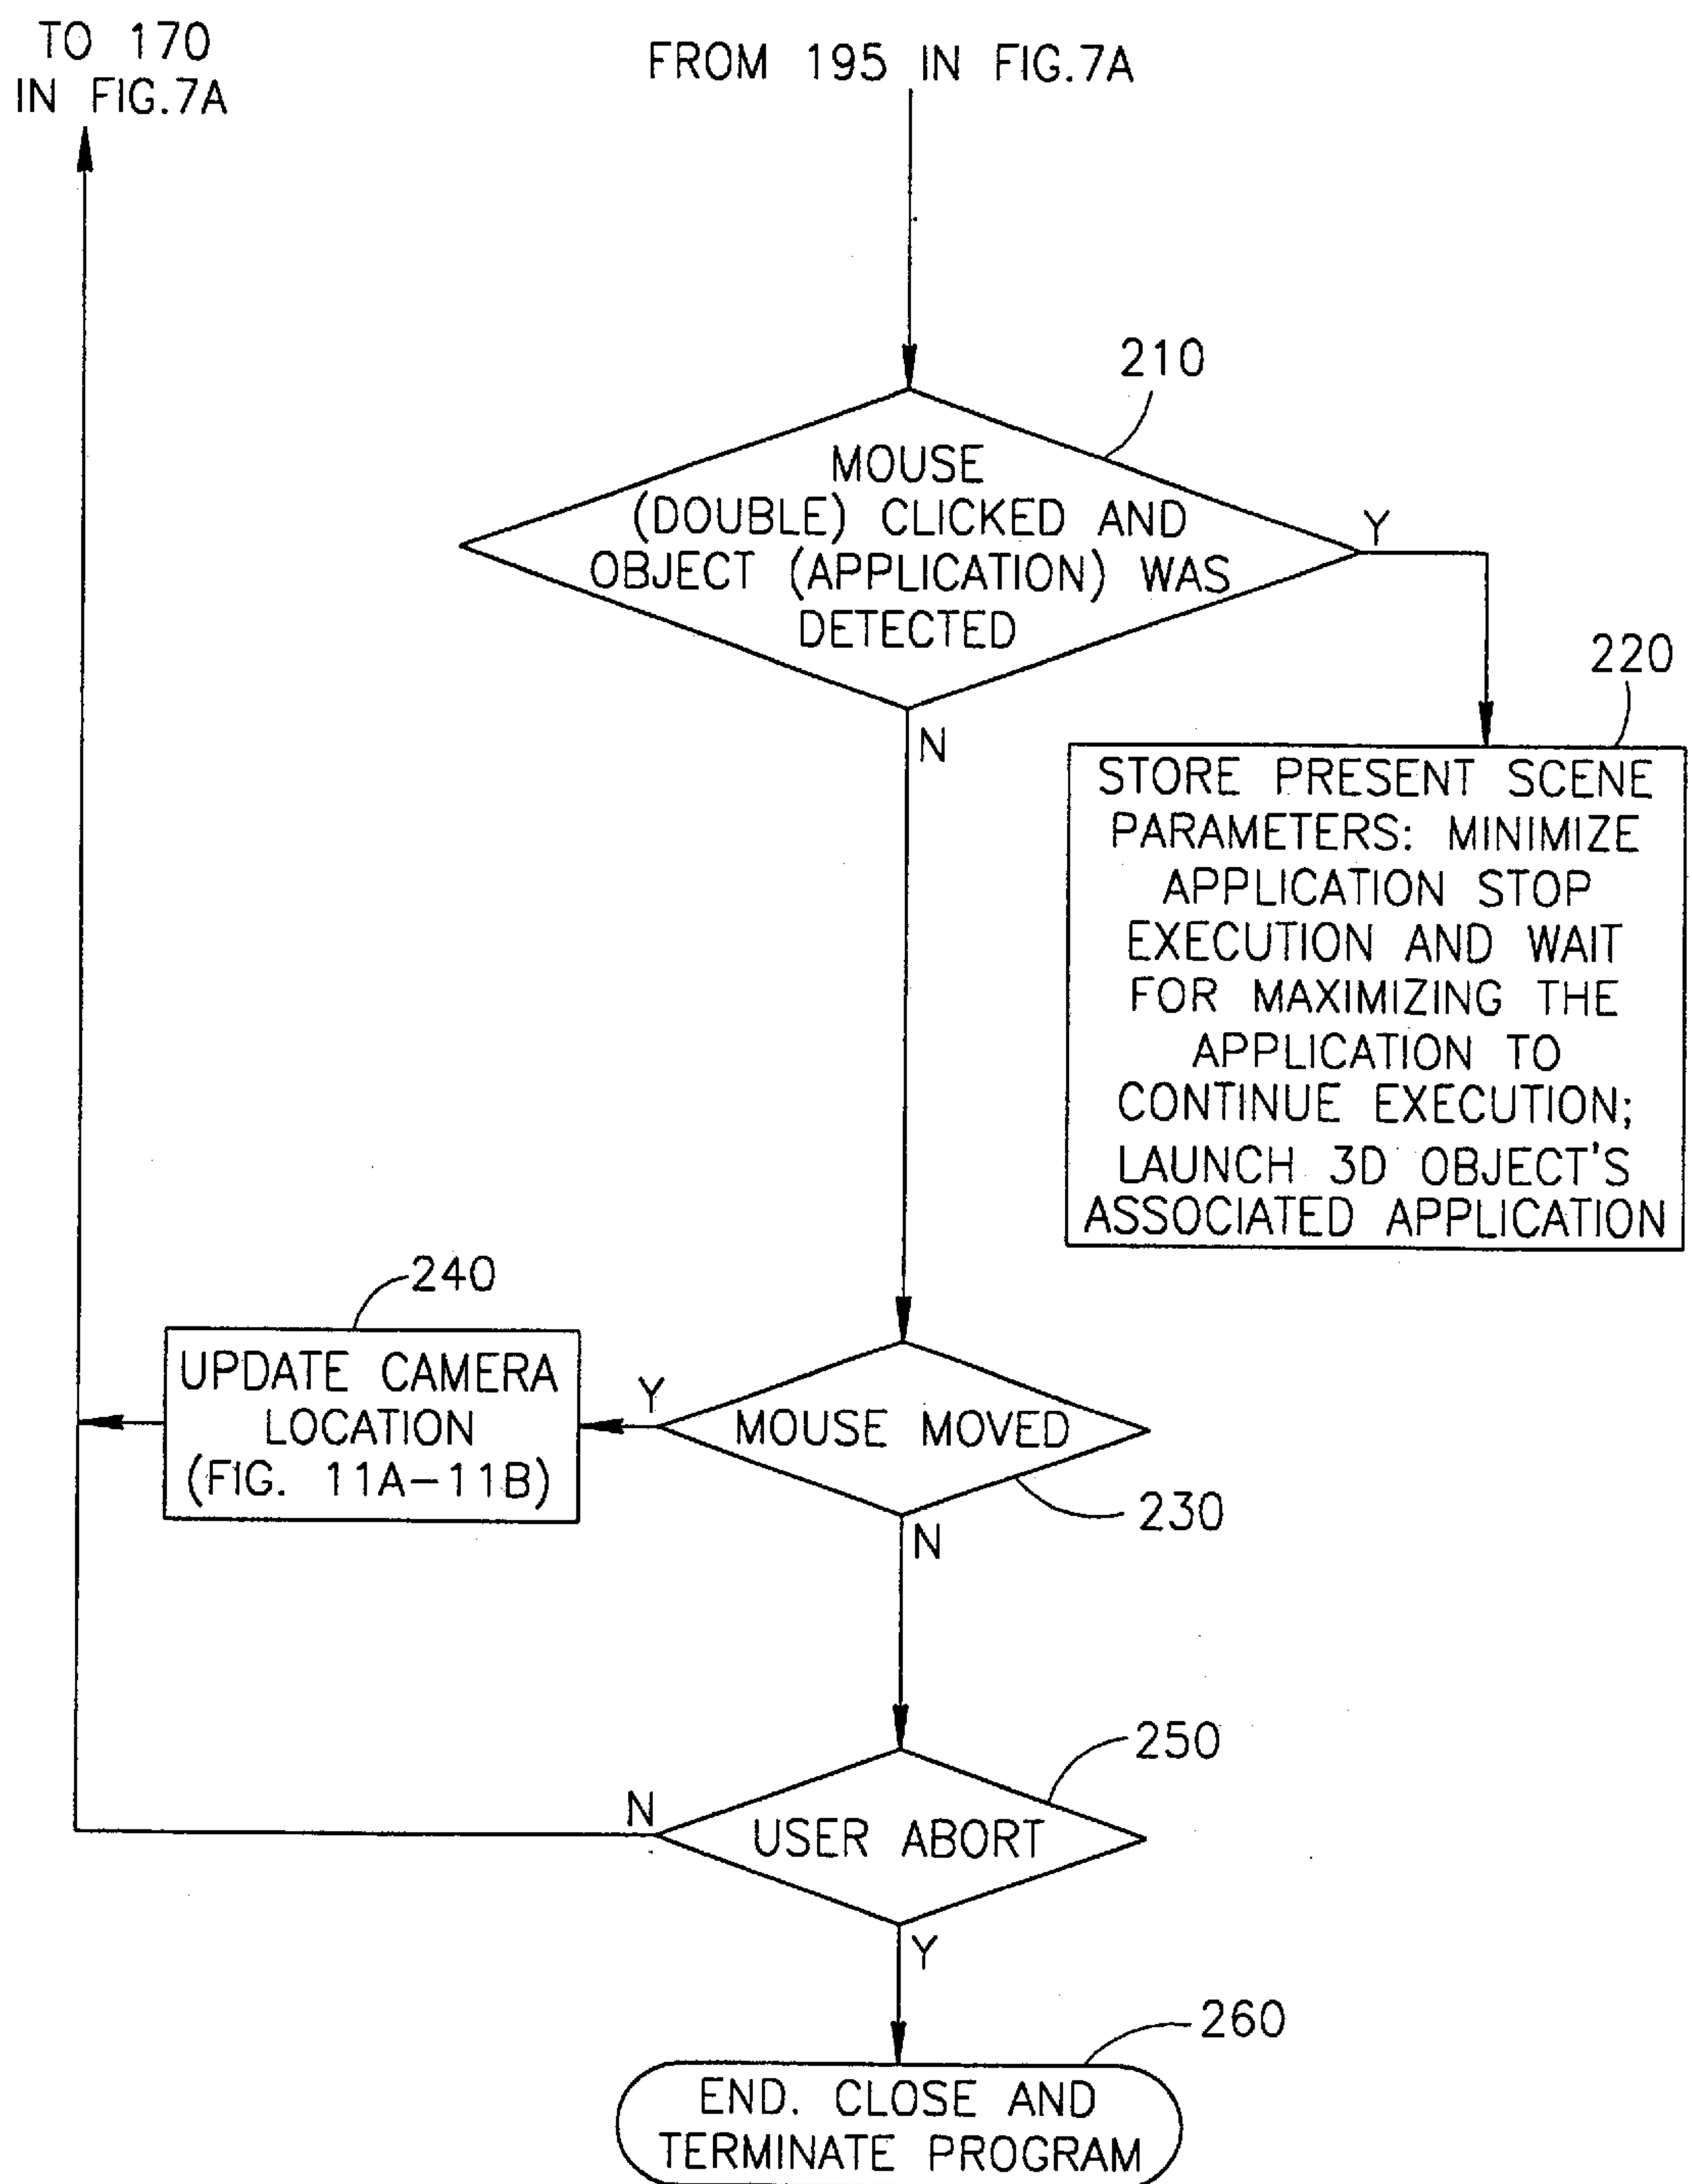 TO 170
IN FIG.7A
FROM 195 IN FIG.7A
210
MOUSE
(DOUBLE) CLICKED AND
OBJECT (APPLICATION) WAS
DETECTED
Y
N
220
STORE PRESENT SCENE
PARAMETERS: MINIMIZE
APPLICATION STOP
EXECUTION AND WAIT
FOR MAXIMIZING THE
APPLICATION TO
CONTINUE EXECUTION;
LAUNCH 3D OBJECT'S
ASSOCIATED APPLICATION
240
UPDATE CAMERA
LOCATION
(FIG. 11A-11B)
Y
MOUSE MOVED
230
N
250
N
USER ABORT
Y
260
END. CLOSE AND
TERMINATE PROGRAM